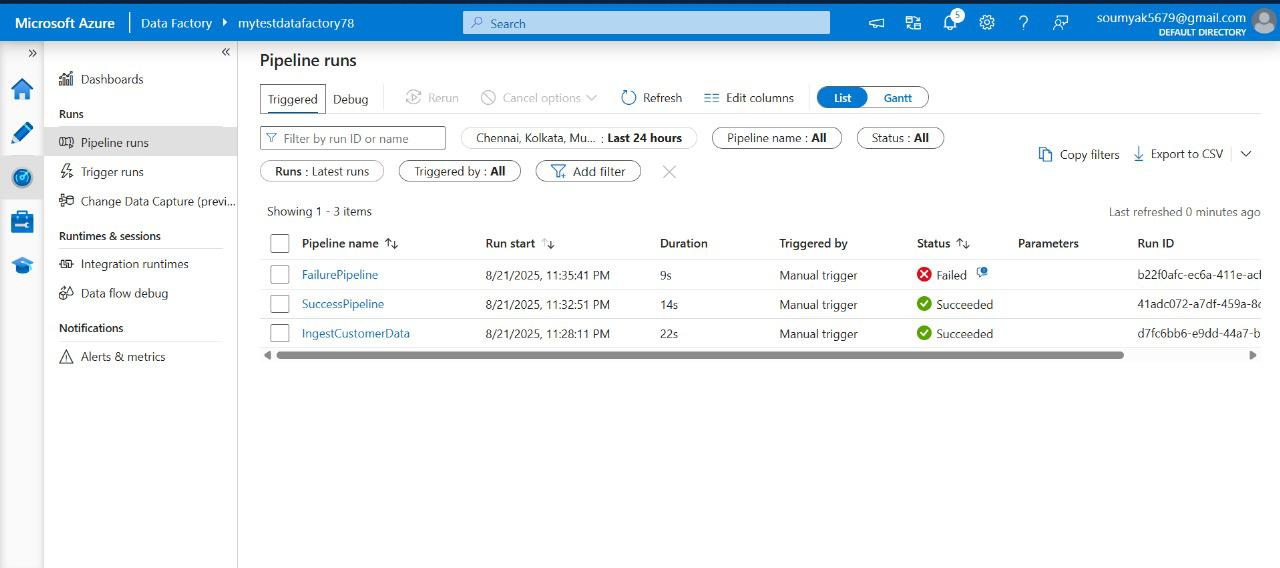 Microsoft Azure Data Factory mytestdatafactory78 Search 5 soumyak5679@gmail.com
DEFAULT DIRECTORY
Dashboards
Runs
Pipeline runs
Trigger runs
Change Data Capture (previ...
Runtimes & sessions
Integration runtimes
Data flow debug
Notifications
Alerts & metrics
Pipeline runs
Triggered Debug Rerun Cancel options Refresh Edit columns List Gantt
Filter by run ID or name Chennai, Kolkata, Mu... : Last 24 hours Pipeline name : All Status : All
Copy filters Export to CSV
Runs : Latest runs Triggered by : All Add filter
Showing 1 - 3 items Last refreshed 0 minutes ago
Pipeline name Run start Duration Triggered by Status Parameters Run ID
FailurePipeline 8/21/2025, 11:35:41 PM 9s Manual trigger Failed b22f0afc-ec6a-411e-acf
SuccessPipeline 8/21/2025, 11:32:51 PM 14s Manual trigger Succeeded 41adc072-a7df-459a-8c
IngestCustomerData 8/21/2025, 11:28:11 PM 22s Manual trigger Succeeded d7fc6bb6-e9dd-44a7-b